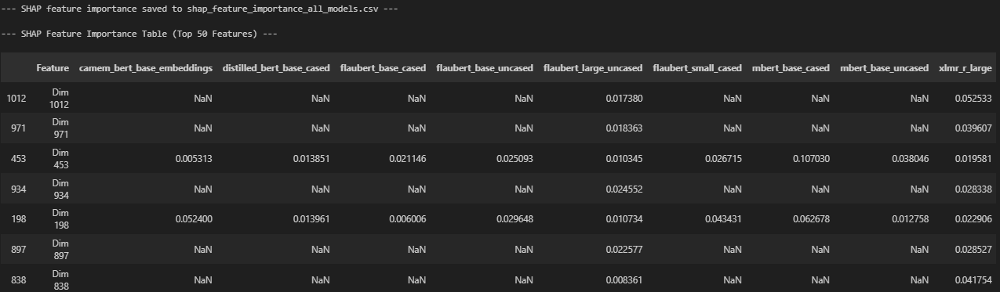 --- SHAP feature importance saved to shap_feature_importance_all_models.csv ---
--- SHAP Feature Importance Table (Top 50 Features) ---
Feature camem_bert_base_embeddings distilled_bert_base_cased flaubert_base_cased flaubert_base_uncased flaubert_large_uncased flaubert_small_cased mbert_base_cased mbert_base_uncased xlmr_r_large
1012 Dim 1012 NaN NaN NaN NaN 0.017380 NaN NaN NaN 0.052533
971 Dim 971 NaN NaN NaN NaN 0.018363 NaN NaN NaN 0.039607
453 Dim 453 0.005313 0.013851 0.021146 0.025093 0.010345 0.026715 0.107030 0.038046 0.019581
934 Dim 934 NaN NaN NaN NaN 0.024552 NaN NaN NaN 0.028338
198 Dim 198 0.052400 0.013961 0.006006 0.029648 0.010734 0.043431 0.062678 0.012758 0.022906
897 Dim 897 NaN NaN NaN NaN 0.022577 NaN NaN NaN 0.028527
838 Dim 838 NaN NaN NaN NaN 0.008361 NaN NaN NaN 0.041754